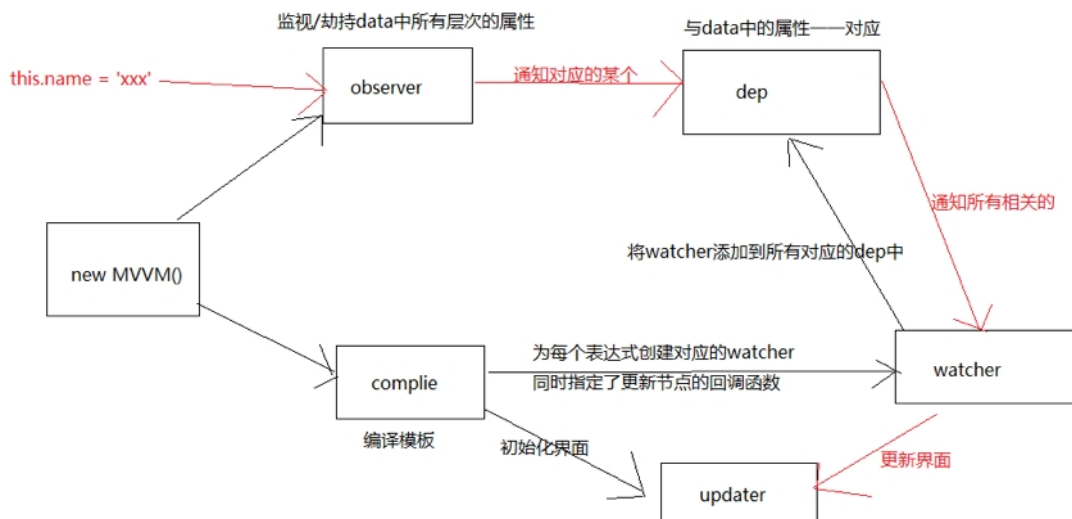 监视/劫持data中所有层次的属性
与data中的属性一一对应
this.name = 'xxx'
observer
通知对应的某个
dep
通知所有相关的
new MVVM()
将watcher添加到所有对应的dep中
为每个表达式创建对应的watcher
complie
watcher
同时指定了更新节点的回调函数
编译模板
初始化界面
更新界面
updater